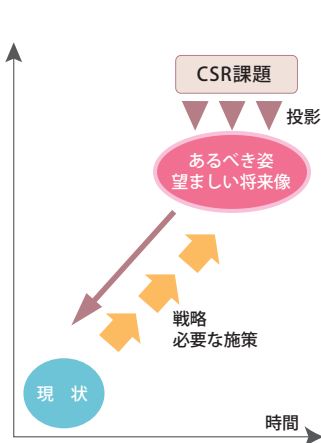 CSR課題
投影
あるべき姿
望ましい将来像
戦略
必要な施策
現　状
時間